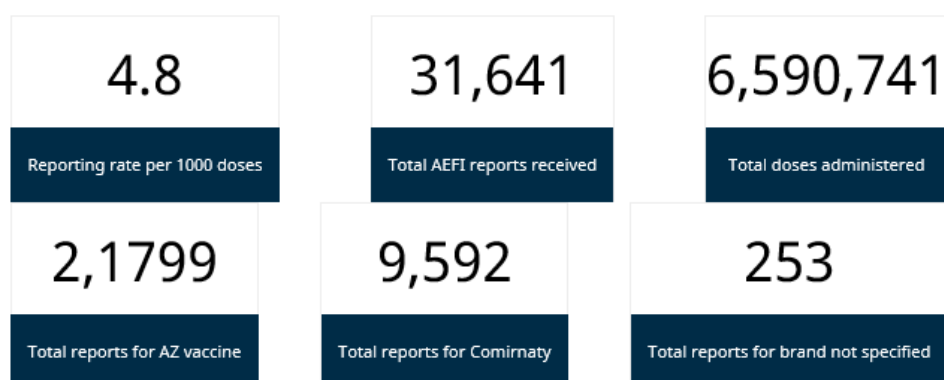 4.8 31,641 6,590,741
Reporting rate per 1000 doses Total AEFI reports received Total doses administered
2,1799 9,592 253
Total reports for AZ vaccine Total reports for Comirnaty Total reports for brand not specified